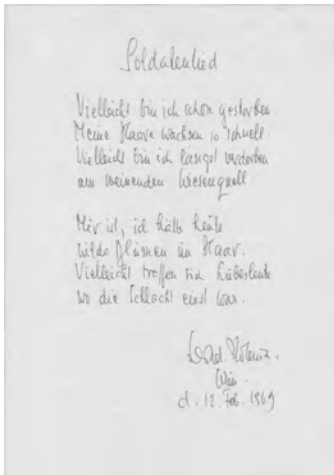 Soldatenlied
Vielleicht bin ich schon gestorben.
Meine Haare wachsen so schnell.
Vielleicht bin ich längst verdorben
am weinenden Wiesenquell.
Mir ist, ich hätte heute
wilde Blumen im Haar.
Vielleicht treffen sich Liebesleute
wo die Schlacht einst war.
Wien.
d. 12. Feb. 1969